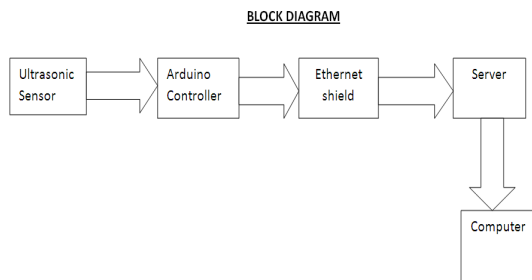 BLOCK DIAGRAM
Ultrasonic
Sensor
Arduino
Controller
Ethernet
shield
Server
Computer